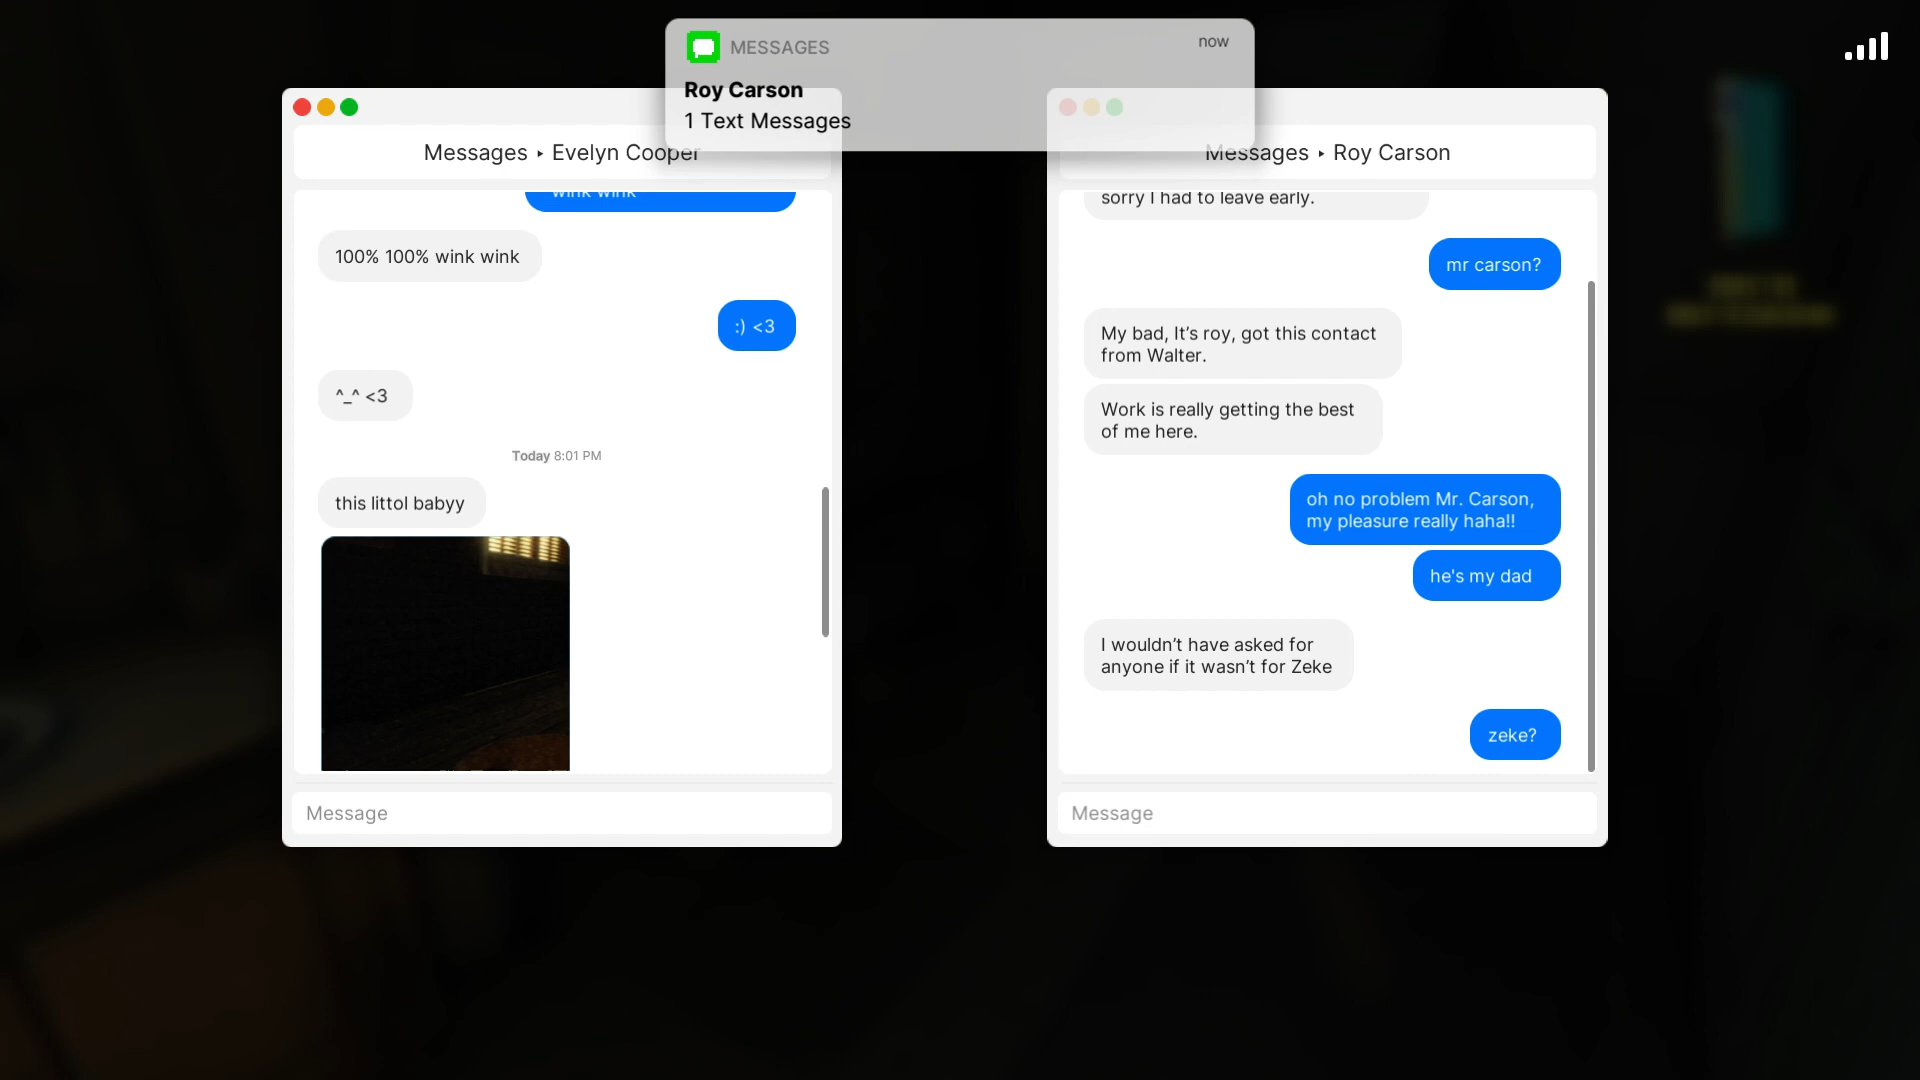 MESSAGES
now
Roy Carson
1 Text Messages
Messages ‣ Evelyn Cooper
wink wink
100% 100% wink wink
:) <3
^_^ <3
Today 8:01 PM
this littol babyy
Message
Messages ‣ Roy Carson
sorry I had to leave early.
mr carson?
My bad, It’s roy, got this contact
from Walter.
Work is really getting the best
of me here.
oh no problem Mr. Carson,
my pleasure really haha!!
he's my dad
I wouldn’t have asked for
anyone if it wasn’t for Zeke
zeke?
Message